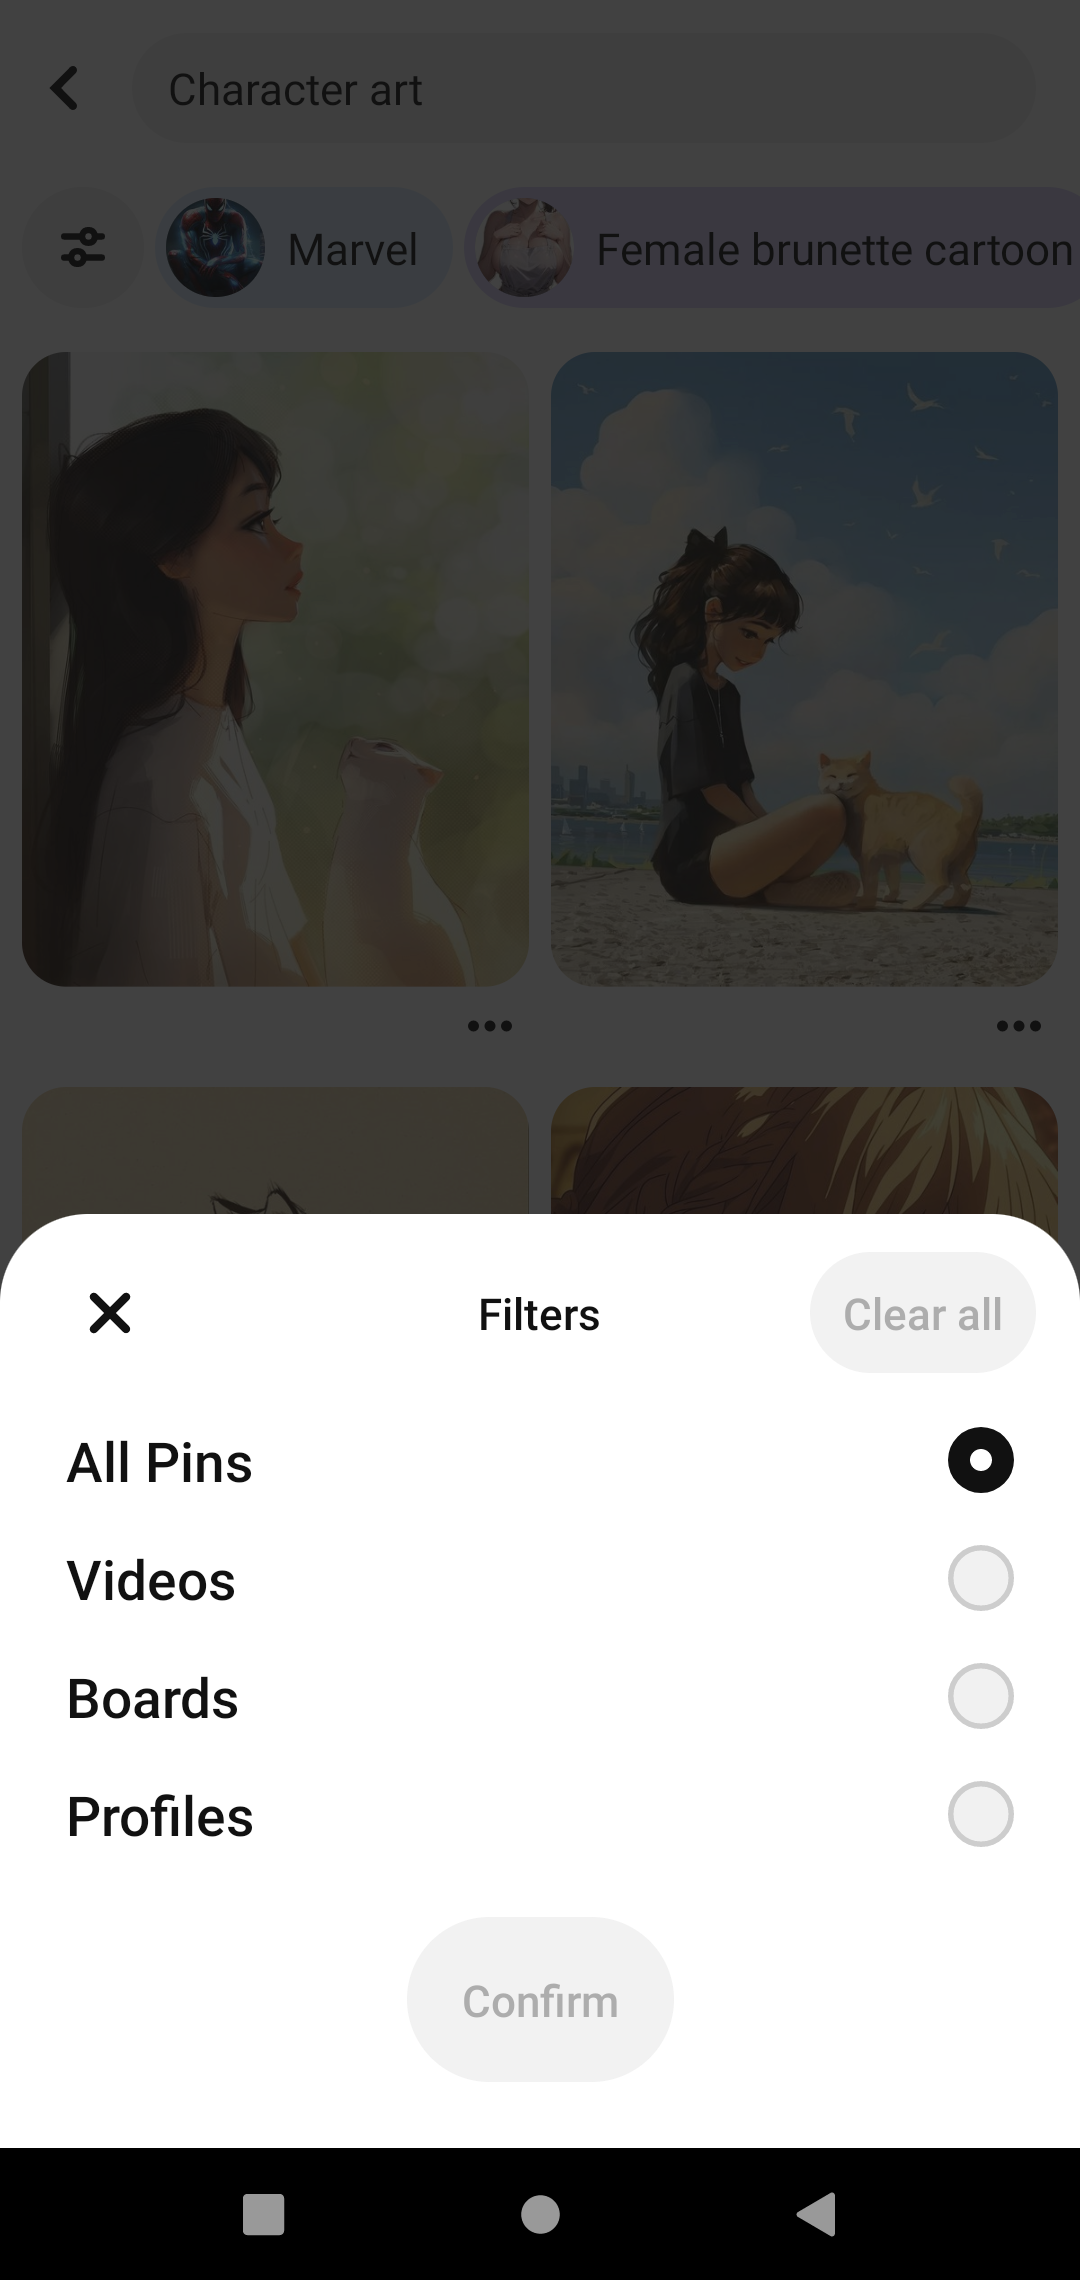 Character art
Marvel
Female brunette cartoon
Filters
Clear all
All Pins
Videos
Boards
Profiles
Confirm